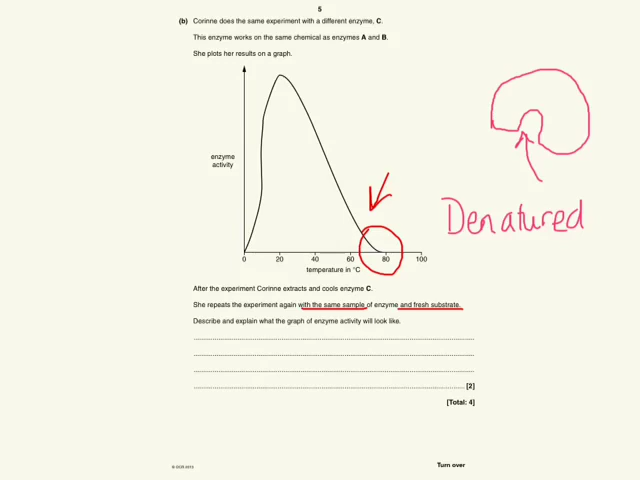 5
(b) Corinne does the same experiment with a different enzyme, C.
This enzyme works on the same chemical as enzymes A and B.
She plots her results on a graph.
enzyme
activity
Denatured
0 20 40 60 80 100
temperature in °C
After the experiment Corinne extracts and cools enzyme C.
She repeats the experiment again with the same sample of enzyme and fresh substrate.
Describe and explain what the graph of enzyme activity will look like.
[2]
[Total: 4]
© OCR 2013
Turn over